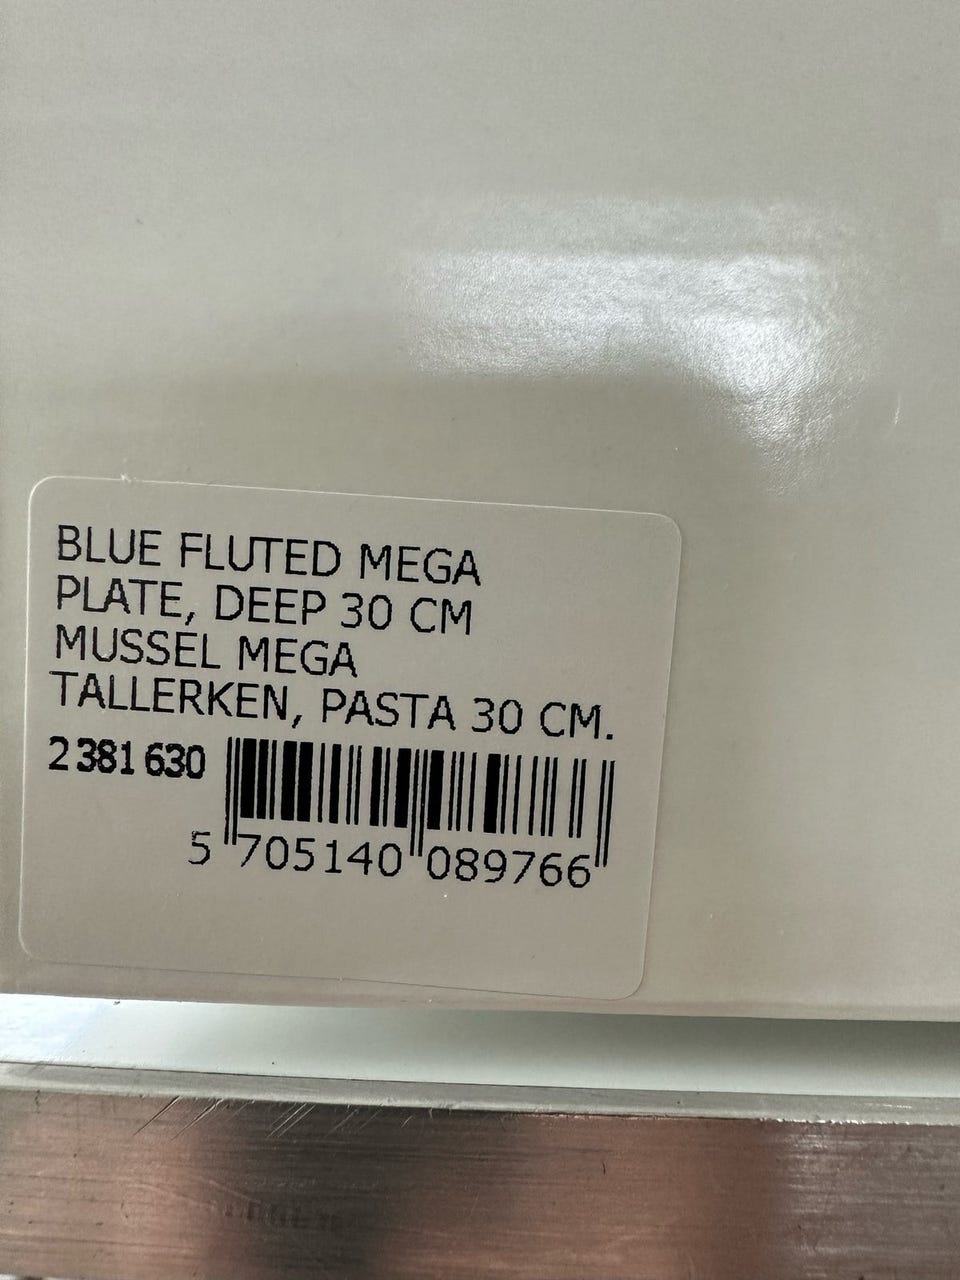 BLUE FLUTED MEGA
PLATE, DEEP 30 CM
MUSSEL MEGA
TALLERKEN, PASTA 30 CM.
2 381 630
5 705140 089766